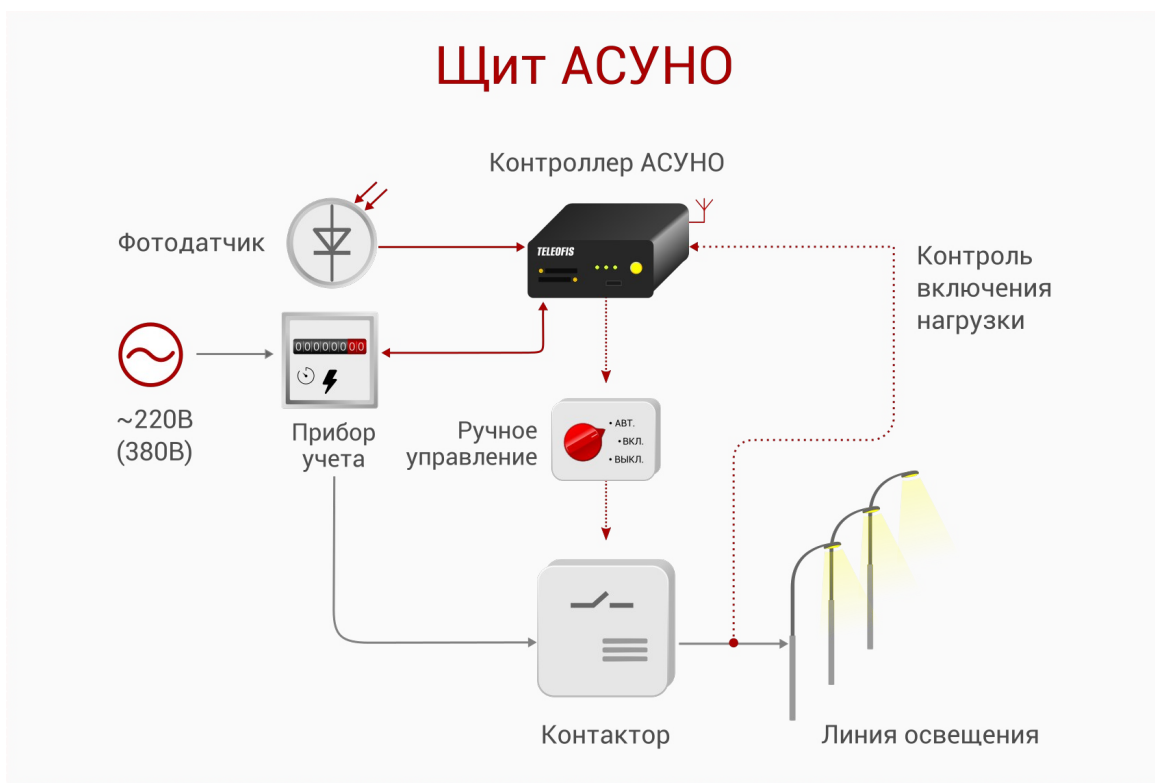 Щит АСУНО
Контроллер АСУНО
Фотодатчик
TELEOFIS
Контроль
включения
нагрузки
00000000
~220В
(380В)
Прибор
учета
Ручное
управление
• АВТ.
• ВКЛ.
• ВЫКЛ.
Контактор
Линия освещения